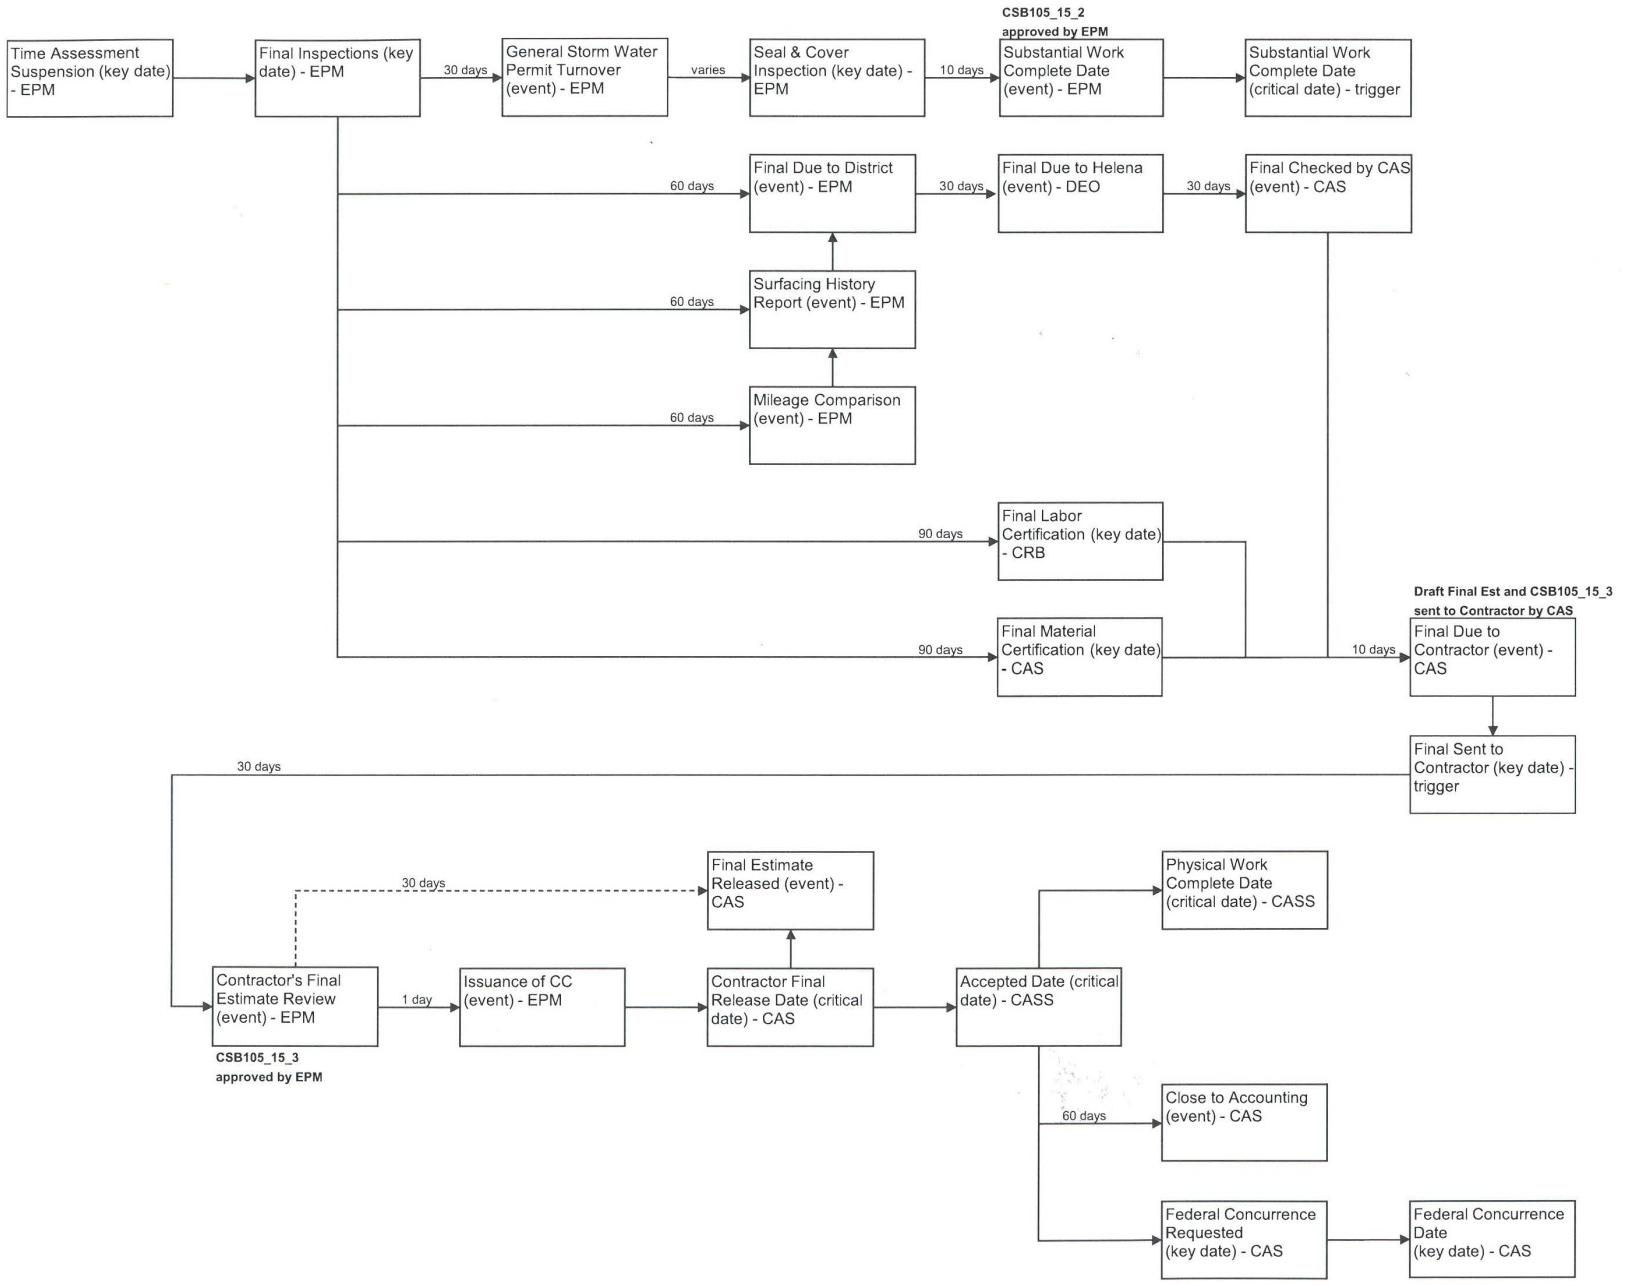 CSB105_15_2
approved by EPM
Time Assessment
Suspension (key date)
- EPM
Final Inspections (key
date) - EPM
30 days
General Storm Water
Permit Turnover
(event) - EPM
varies
Seal & Cover
Inspection (key date) -
EPM
10 days
Substantial Work
Complete Date
(event) - EPM
Substantial Work
Complete Date
(critical date) - trigger
60 days
Final Due to District
(event) - EPM
30 days
Final Due to Helena
(event) - DEO
30 days
Final Checked by CAS
(event) - CAS
60 days
Surfacing History
Report (event) - EPM
60 days
Mileage Comparison
(event) - EPM
90 days
Final Labor
Certification (key date)
- CRB
90 days
Final Material
Certification (key date)
- CAS
10 days
Draft Final Est and CSB105_15_3
sent to Contractor by CAS
Final Due to
Contractor (event) -
CAS
Final Sent to
Contractor (key date) -
trigger
30 days
30 days
Final Estimate
Released (event) -
CAS
Physical Work
Complete Date
(critical date) - CASS
Contractor's Final
Estimate Review
(event) - EPM
CSB105_15_3
approved by EPM
1 day
Issuance of CC
(event) - EPM
Contractor Final
Release Date (critical
date) - CAS
Accepted Date (critical
date) - CASS
60 days
Close to Accounting
(event) - CAS
Federal Concurrence
Requested
(key date) - CAS
Federal Concurrence
Date
(key date) - CAS